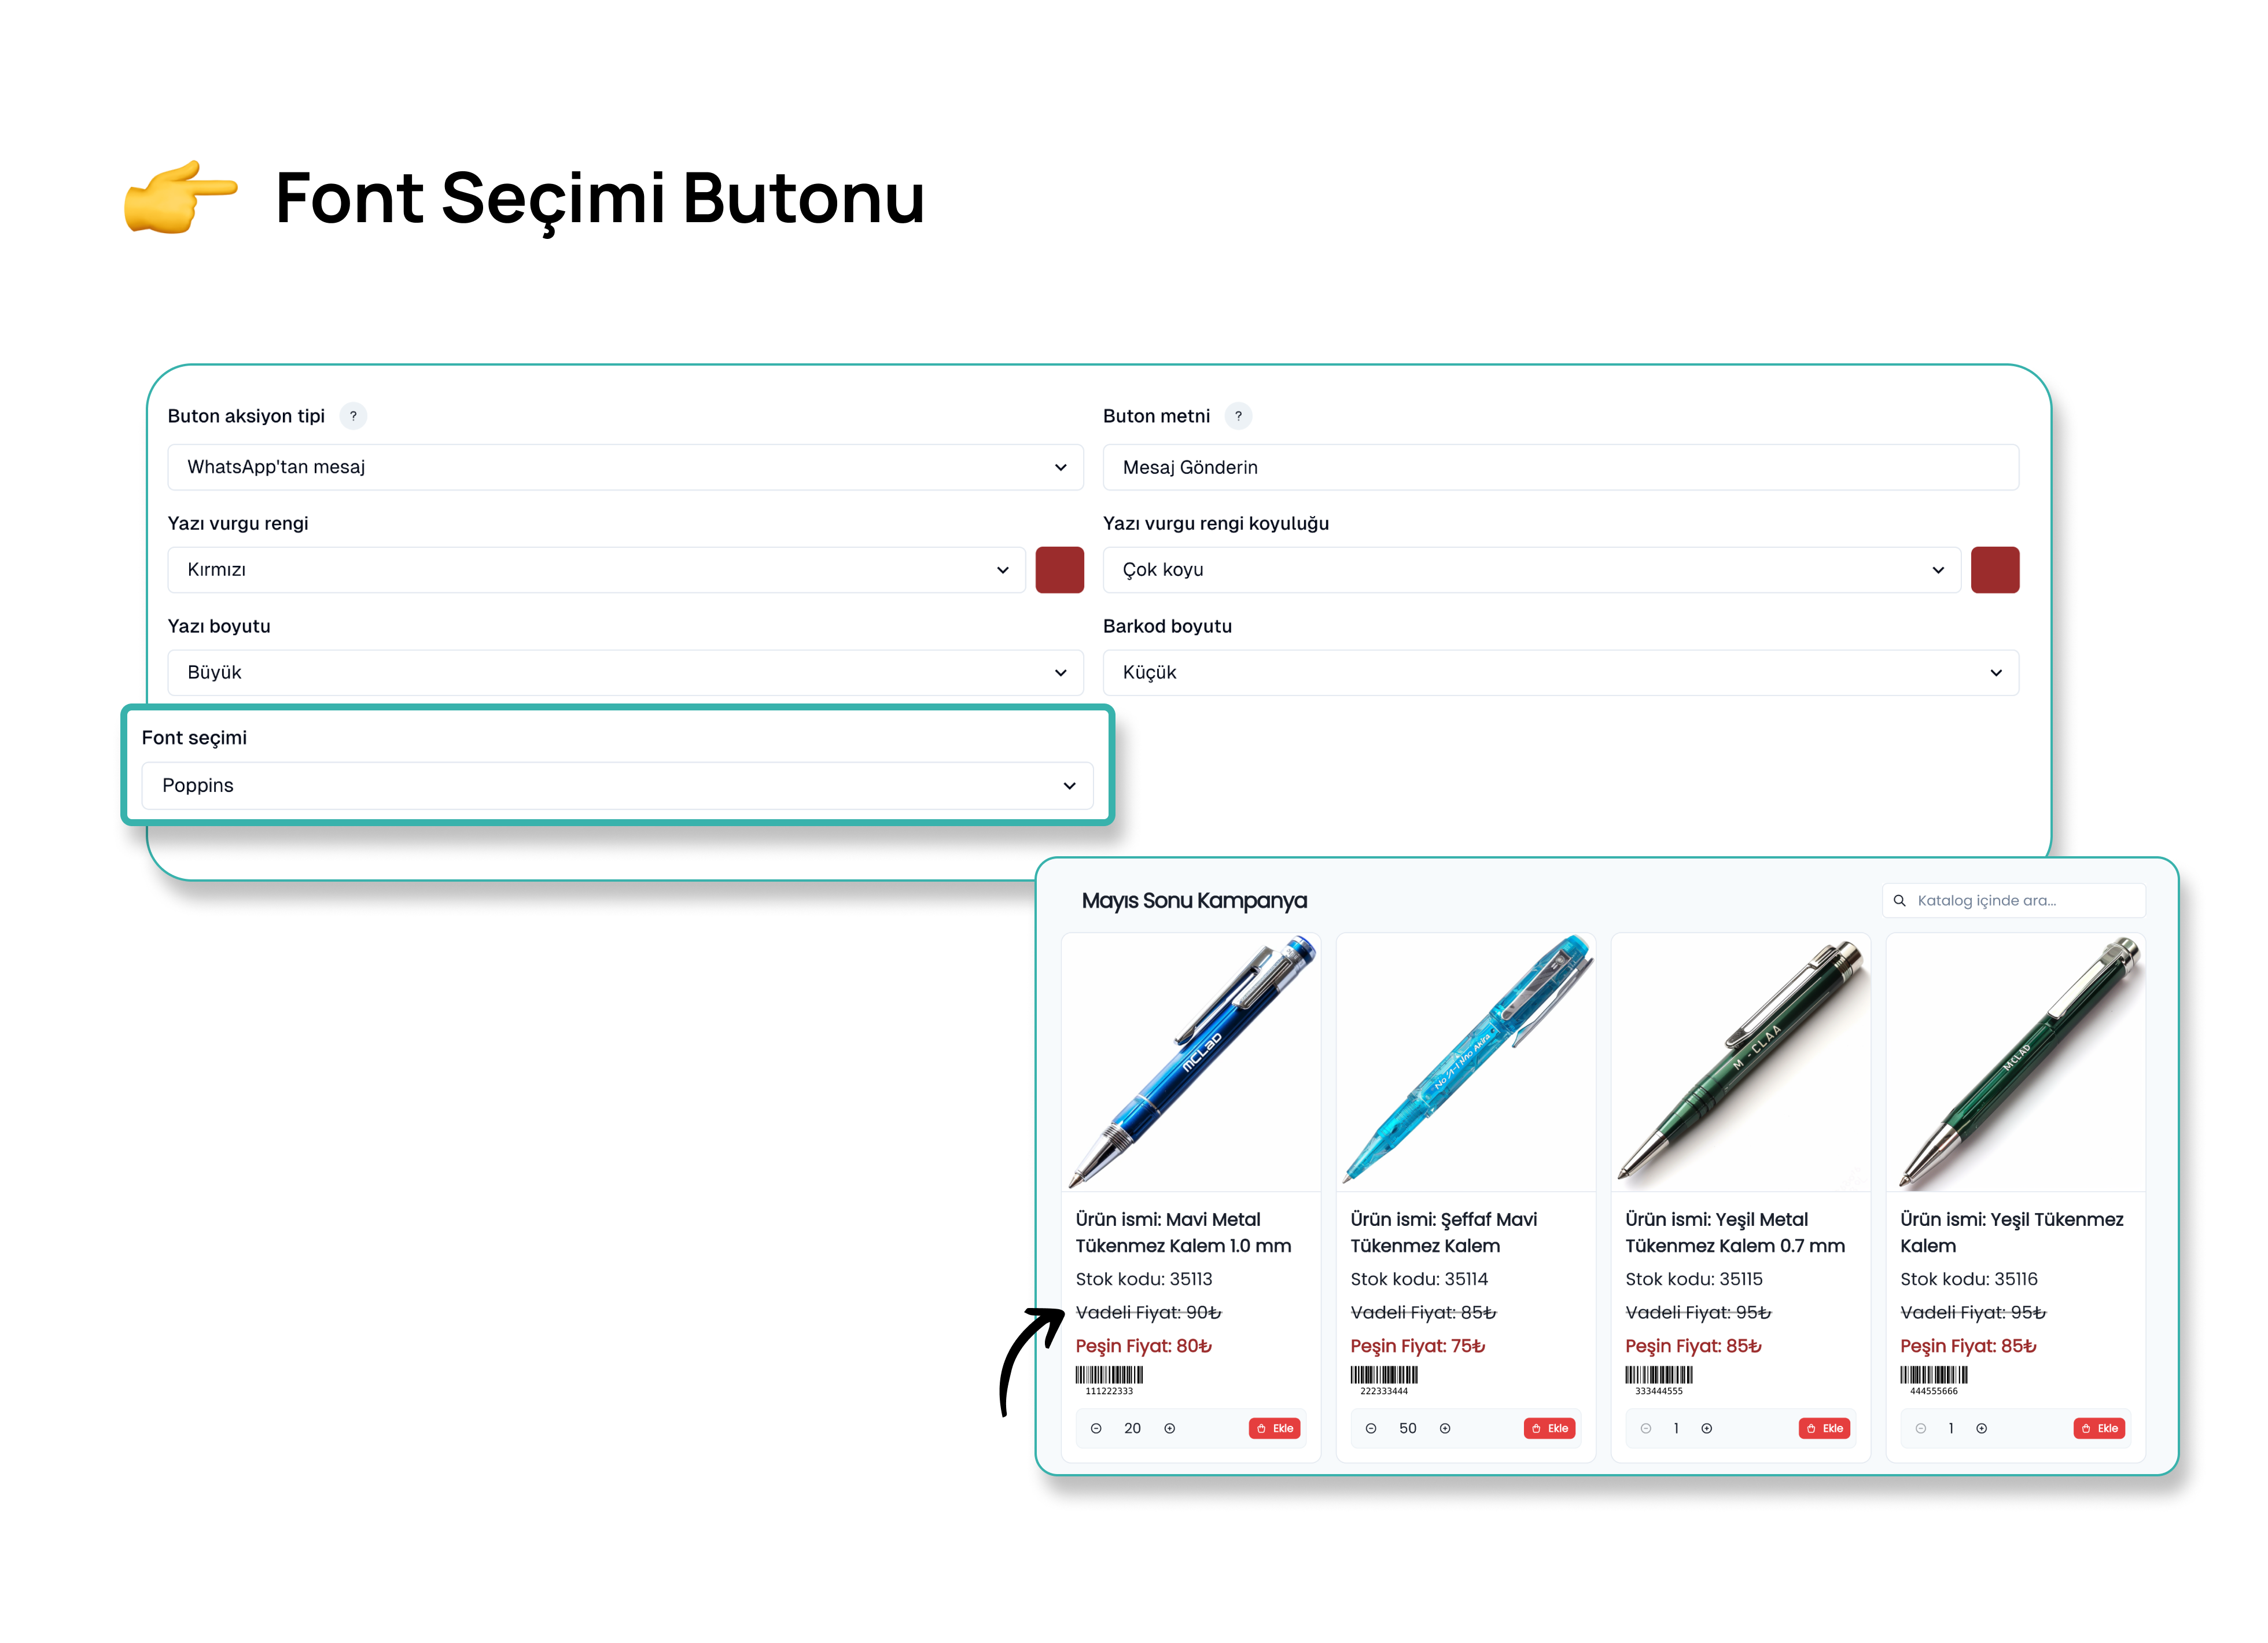 Font Seçimi Butonu
Buton aksiyon tipi ?
Buton metni ?
WhatsApp'tan mesaj
Mesaj Gönderin
Yazı vurgu rengi
Yazı vurgu rengi koyuluğu
Kırmızı
Çok koyu
Yazı boyutu
Barkod boyutu
Büyük
Küçük
Font seçimi
Poppins
Mayıs Sonu Kampanya
Katalog içinde ara...
MCLAD
M - CLAA
MCLAD
Ürün ismi: Mavi Metal
Tükenmez Kalem 1.0 mm
Stok kodu: 35113
Vadeli Fiyat: 90₺
Peşin Fiyat: 80₺
111222333
20
Ekle
Ürün ismi: Şeffaf Mavi
Tükenmez Kalem
Stok kodu: 35114
Vadeli Fiyat: 85₺
Peşin Fiyat: 75₺
222333444
50
Ekle
Ürün ismi: Yeşil Metal
Tükenmez Kalem 0.7 mm
Stok kodu: 35115
Vadeli Fiyat: 95₺
Peşin Fiyat: 85₺
333444555
1
Ekle
Ürün ismi: Yeşil Tükenmez
Kalem
Stok kodu: 35116
Vadeli Fiyat: 95₺
Peşin Fiyat: 85₺
444555666
1
Ekle